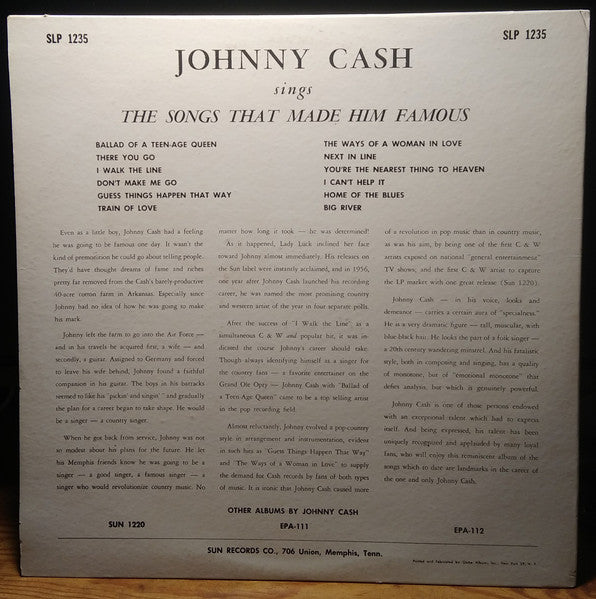 SLP 1235
SLP 1235
JOHNNY CASH
sings
THE SONGS THAT MADE HIM FAMOUS
BALLAD OF A TEEN-AGE QUEEN
THERE YOU GO
I WALK THE LINE
DON'T MAKE ME GO
GUESS THINGS HAPPEN THAT WAY
TRAIN OF LOVE
THE WAYS OF A WOMAN IN LOVE
NEXT IN LINE
YOU'RE THE NEAREST THING TO HEAVEN
I CAN'T HELP IT
HOME OF THE BLUES
BIG RIVER
Even as a little boy, Johnny Cash had a feeling
he was going to be famous one day. It wasn't the
kind of premonition he could go about telling people.
They'd have thought dreams of fame and riches
pretty far removed from the Cash's barely-productive
40-acre cotton farm in Arkansas. Especially since
Johnny had no idea of how he was going to make
his mark.
Johnny left the farm to go into the Air Force —
and in his travels he acquired first, a wife — and
secondly, a guitar. Assigned to Germany and forced
to leave his wife behind, Johnny found a faithful
companion in his guitar. The boys in his barracks
seemed to like his "pickin' and singin' " and gradually
the plan for a career began to take shape. He would
be a singer — a country singer.
When he got back from service, Johnny was not
so modest about his plans for the future. He let
his Memphis friends know he was going to be a
singer — a good singer, a famous singer — a
singer who would revolutionize country music. No
matter how long it took — he was determined!
As it happened, Lady Luck inclined her face
toward Johnny almost immediately. His releases on
the Sun label were instantly acclaimed, and in 1956,
one year after Johnny Cash launched his recording
career, he was named the most promising country
and western artist of the year in four separate polls.
After the success of "I Walk the Line" as a
simultaneous C & W and popular hit, it was in-
dicated the course Johnny's career should take.
Though always identifying himself as a singer for
the country fans — a favorite entertainer on the
Grand Ole Opry — Johnny Cash with "Ballad of
a Teen-Age Queen" came to be a top selling artist
in the pop recording field.
Almost reluctantly, Johnny evolved a pop-country
style in arrangement and instrumentation, evident
in such hits as "Guest Things Happen That Way"
and "The Ways of a Woman in Love" to supply
the demand for Cash records by fans of both types
of music. It is ironic that Johnny Cash caused more
of a revolution in pop music than in country music,
as was his aim, by being one of the first C & W
artists exposed on national "general entertainment"
TV shows, and the first C & W artist to capture
the LP market with one great release (Sun 1220).
Johnny Cash — in his voice, looks and
demeanor — carries a certain aura of "specialness."
He is a very dramatic figure — tall, muscular, with
blue-black hair. He looks the part of a folk singer —
a 20th century wandering minstrel. And his fatalistic
style, both in composing and singing, has a quality
of monotone, but of "emotional monotone" that
defies analysis, but which is genuinely powerful.
Johnny Cash is one of those persons endowed
with an exceptional talent which had to express
itself. And being expressed, his talent has been
uniquely recognized and applauded by many loyal
fans, who will enjoy this reminiscent album of the
songs which to date are landmarks in the career of
the one and only Johnny Cash.
OTHER ALBUMS BY JOHNNY CASH
SUN 1220
EPA-111
EPA-112
SUN RECORDS CO., 706 Union, Memphis, Tenn.
Printed and Fabricated by Globe Albums, Inc., New York 59, N. Y.